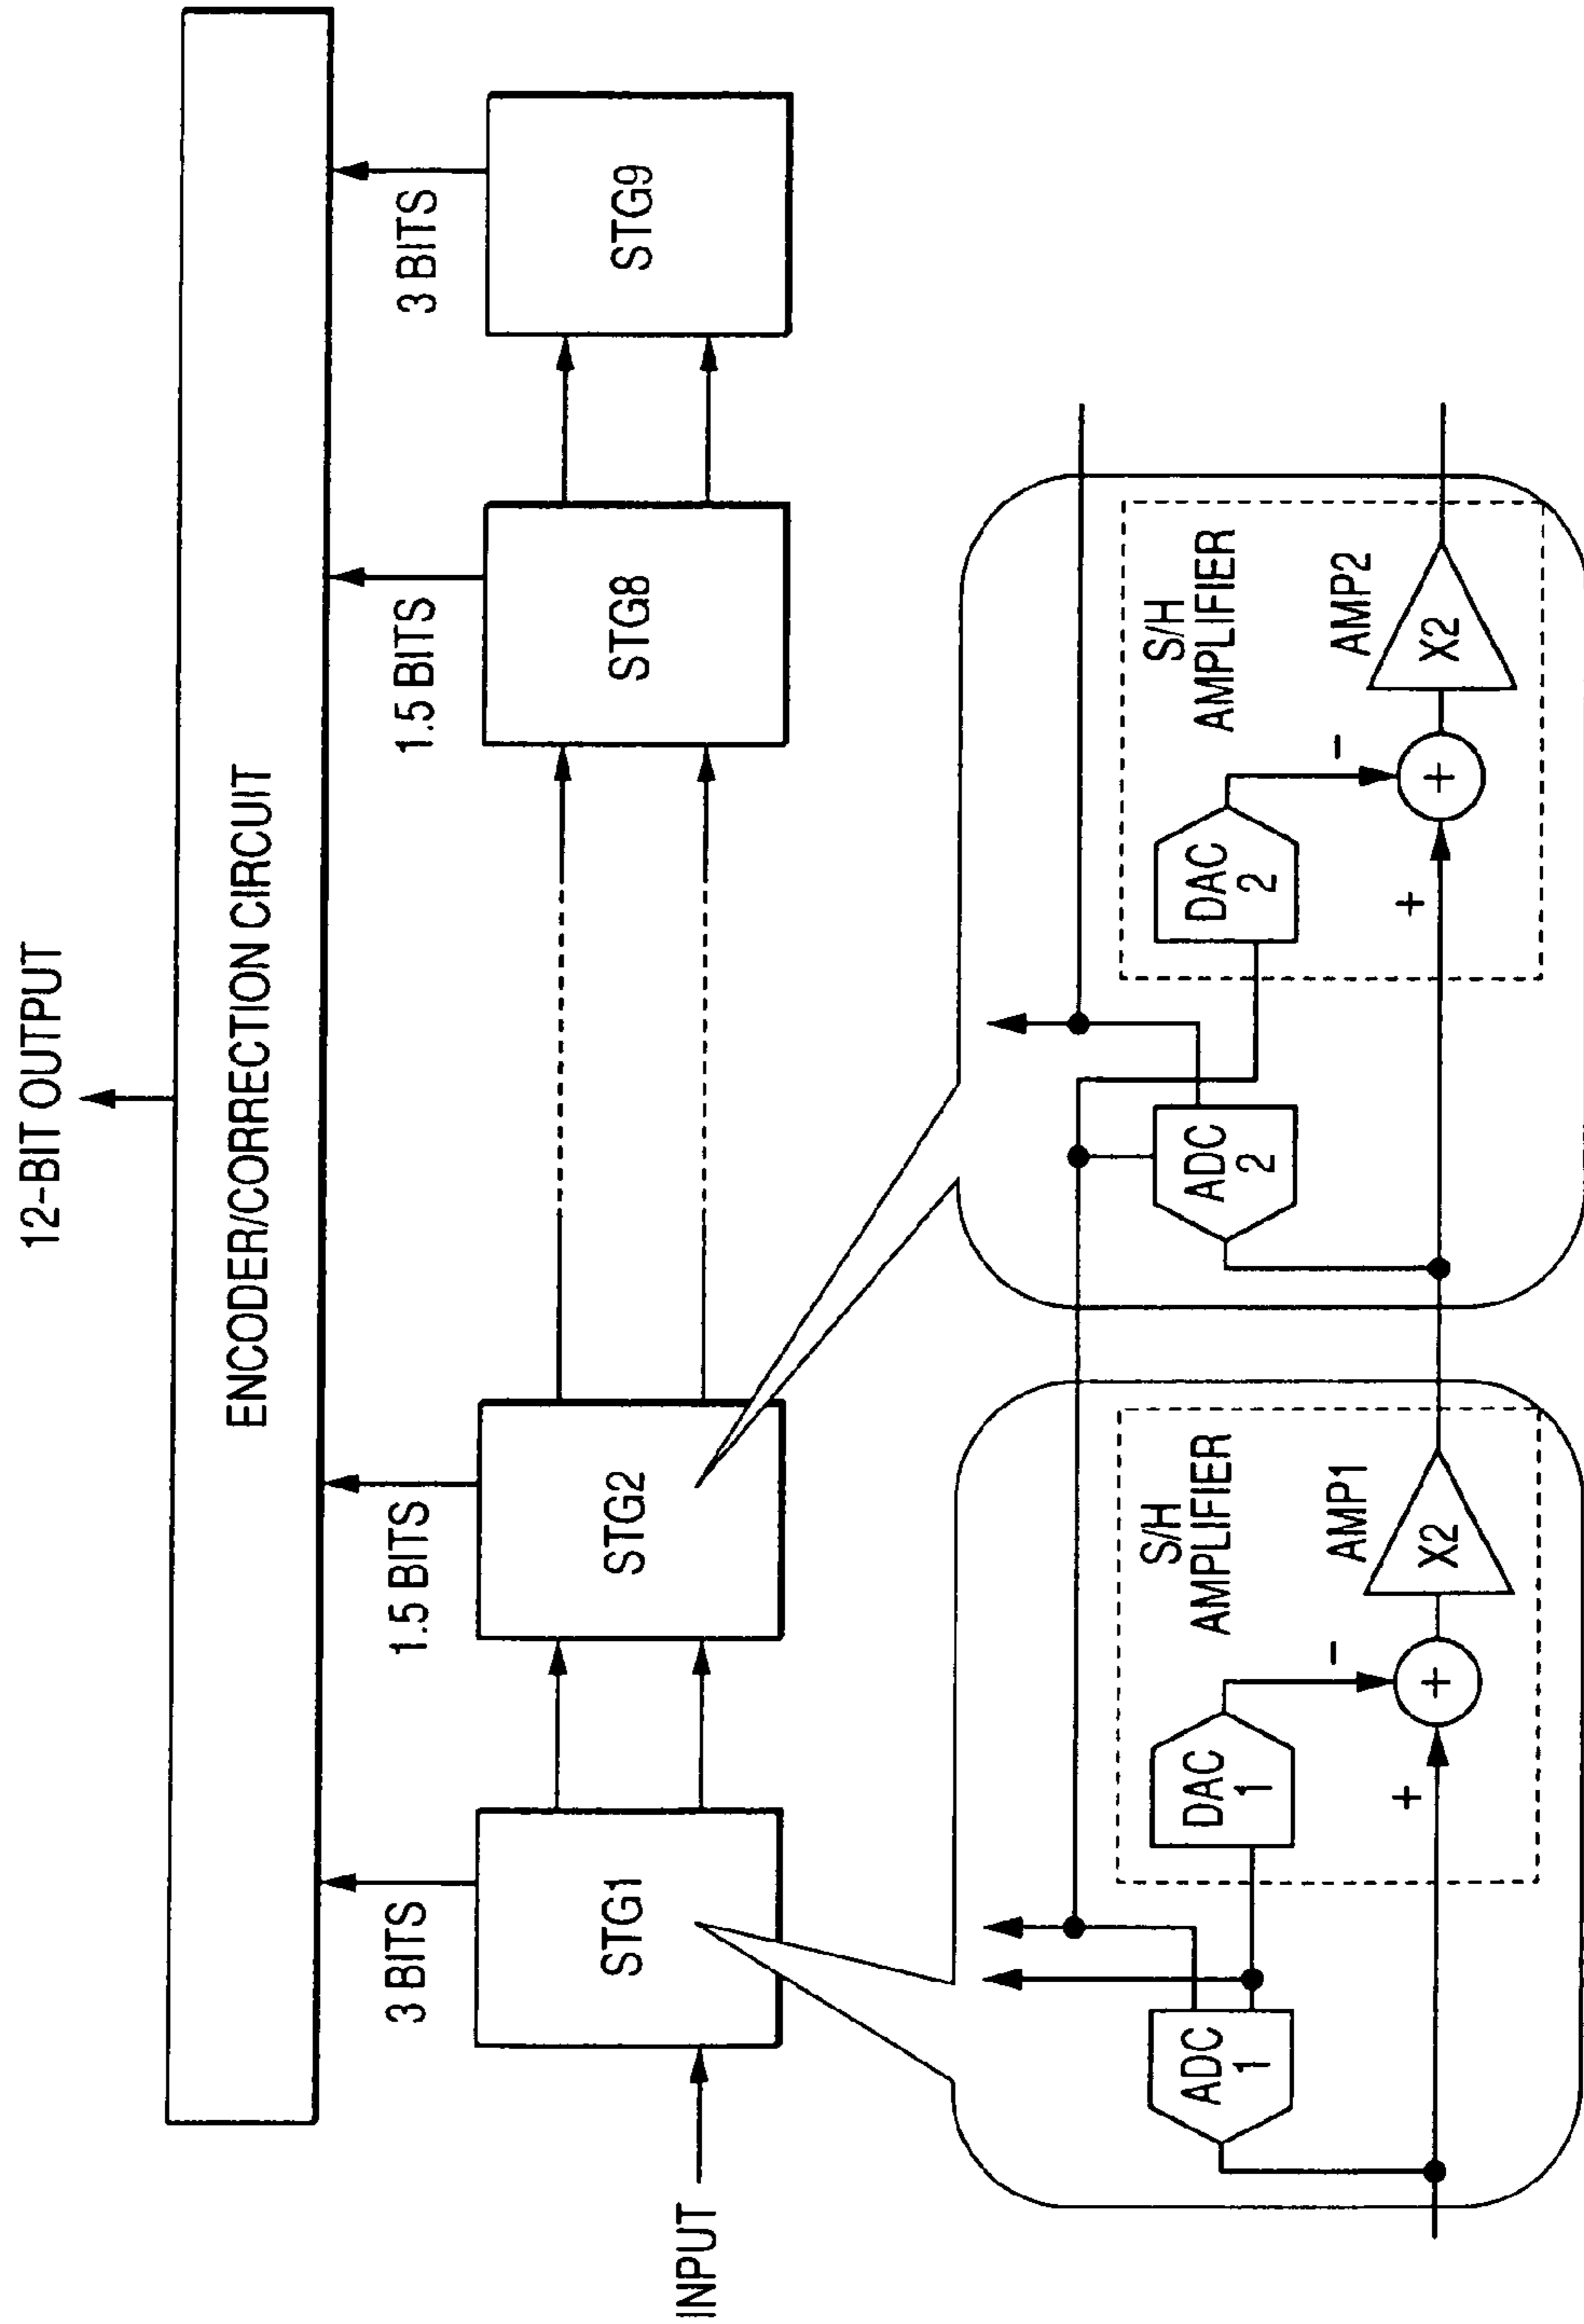 12-BIT OUTPUT
ENCODER/CORRECTION CIRCUIT
3 BITS
1.5 BITS
1.5 BITS
3 BITS
INPUT
STG1
STG2
STG8
STG9
ADC
1
DAC
1
S/H
AMPLIFIER
AMP1
X2
+
-
+
ADC
2
DAC
2
S/H
AMPLIFIER
AMP2
X2
+
-
+